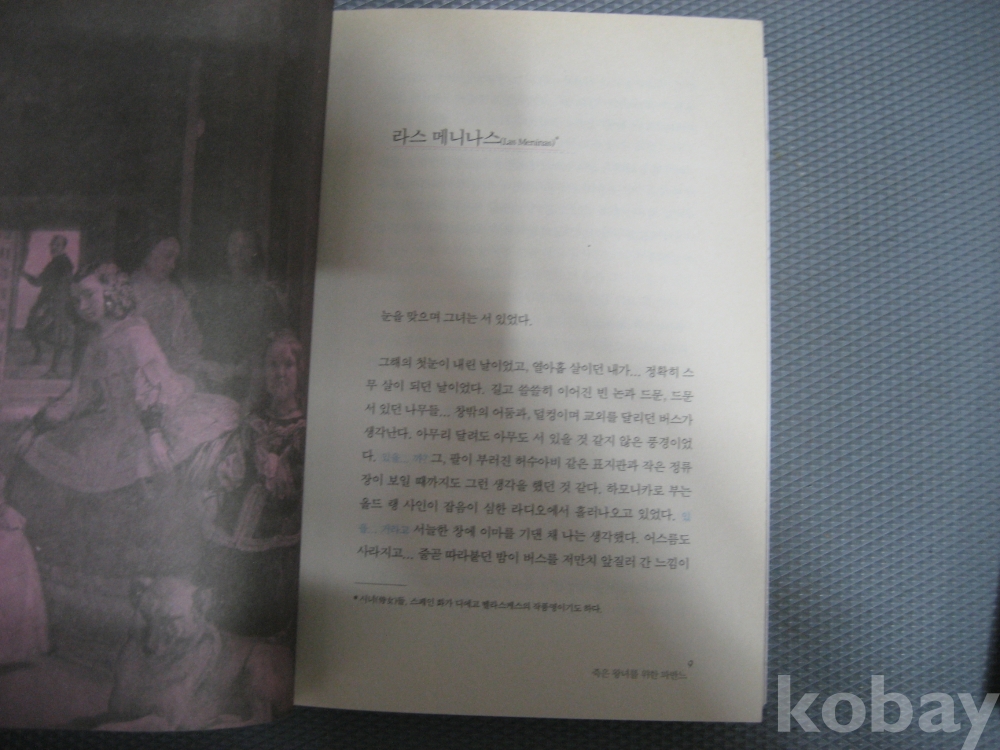 라스 메니나스(Las Meninas)*
눈을 맞으며 그녀는 서 있었다.
그해의 첫눈이 내린 날이었고, 열아홉 살이던 내가... 정확히 스
무 살이 되던 날이었다. 길고 쓸쓸히 이어진 빈 논과 드문, 드문
서 있던 나무들... 창밖의 어둠과, 덜컹이며 교외를 달리던 버스가
생각난다. 아무리 달려도 아무도 서 있을 것 같지 않은 풍경이었
다. 그, 팔이 부러진 허수아비 같은 표지판과 작은 정류
장이 보일 때까지도 그런 생각을 했던 것 같다. 하모니카로 부는
올드 랭 사인이 잡음이 심한 라디오에서 흘러나오고 있었다.
서늘한 창에 이마를 기댄 채 나는 생각했다. 어스름도
사라지고... 줄곧 따라붙던 밤이 버스를 저만치 앞질러 간 느낌이
* 시녀(侍女)들, 스페인 화가 디에고 벨라스케스의 작품명이기도 하다.
9
죽은 왕녀를 위한 파반느
kobay